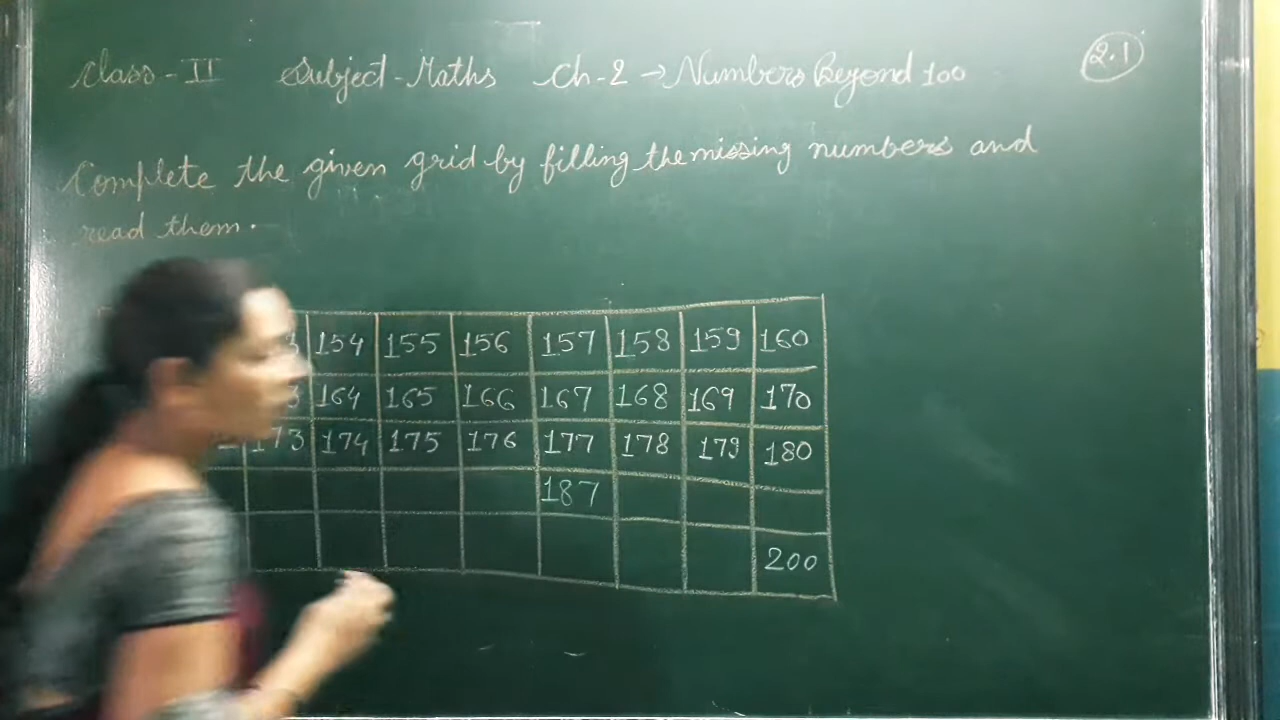 Class-II Subject-Maths Ch-2 → Numbers Beyond 100 2.1
Complete the given grid by filling the missing numbers and
read them.
154 155 156 157 158 159 160
164 165 166 167 168 169 170
173 174 175 176 177 178 179 180
187
200